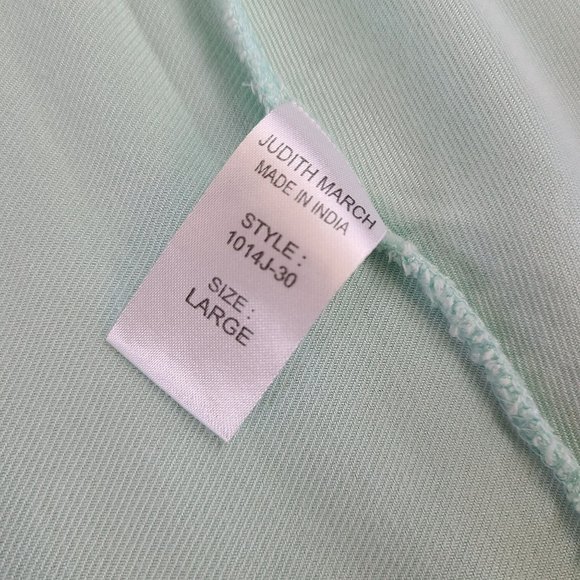 JUDITH MARCH
MADE IN INDIA
STYLE :
1014J-30
SIZE :
LARGE